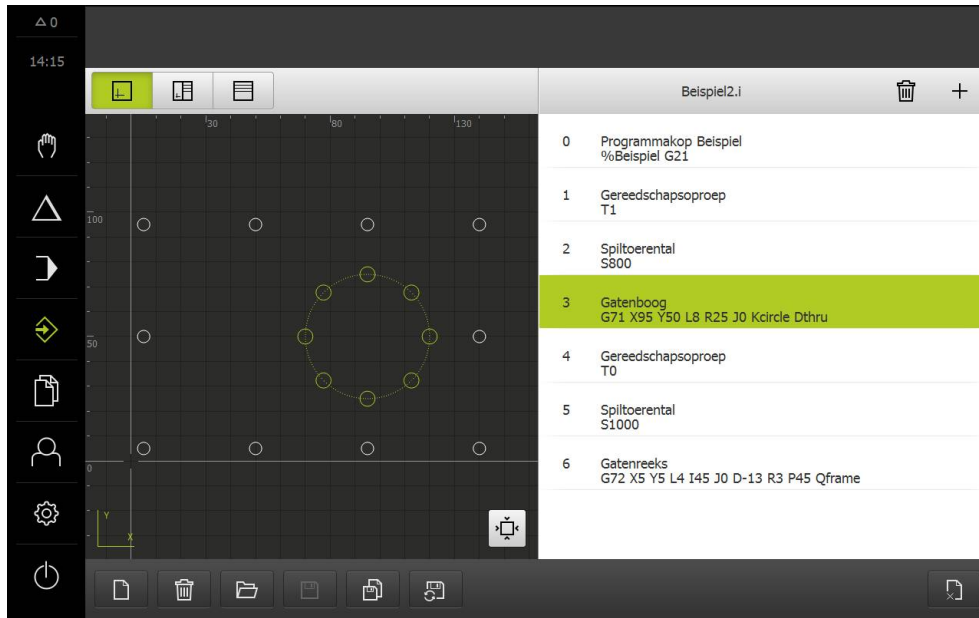 0
14:15
Beispiel2.i
30
80
130
100
50
0
Y
X
0 Programmakop Beispiel
%Beispiel G21
1 Gereedschapsoproep
T1
2 Spiltoerental
S800
3 Gatenboog
G71 X95 Y50 L8 R25 J0 Kcircle Dthru
4 Gereedschapsoproep
T0
5 Spiltoerental
S1000
6 Gatenreeks
G72 X5 Y5 L4 I45 J0 D-13 R3 P45 Qframe